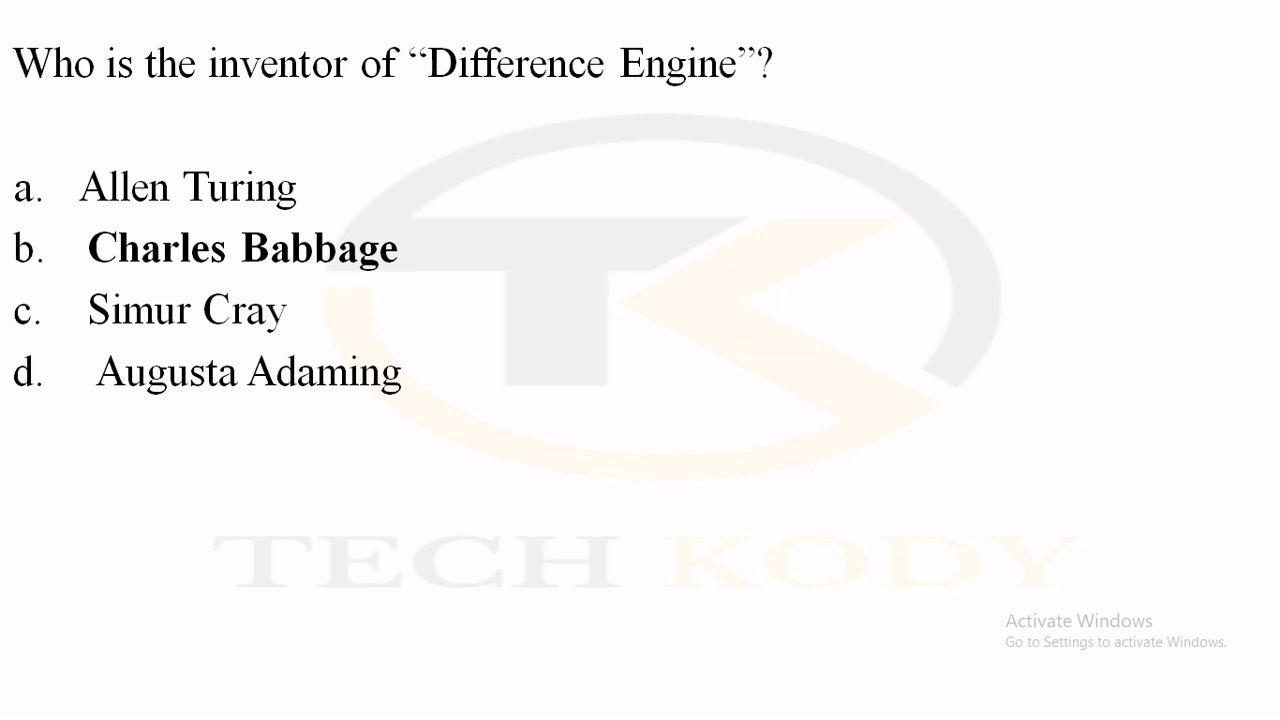 Who is the inventor of “Difference Engine”?
a. Allen Turing
b. Charles Babbage
c. Simur Cray
d. Augusta Adaming
TECH KODY
Activate Windows
Go to Settings to activate Windows.